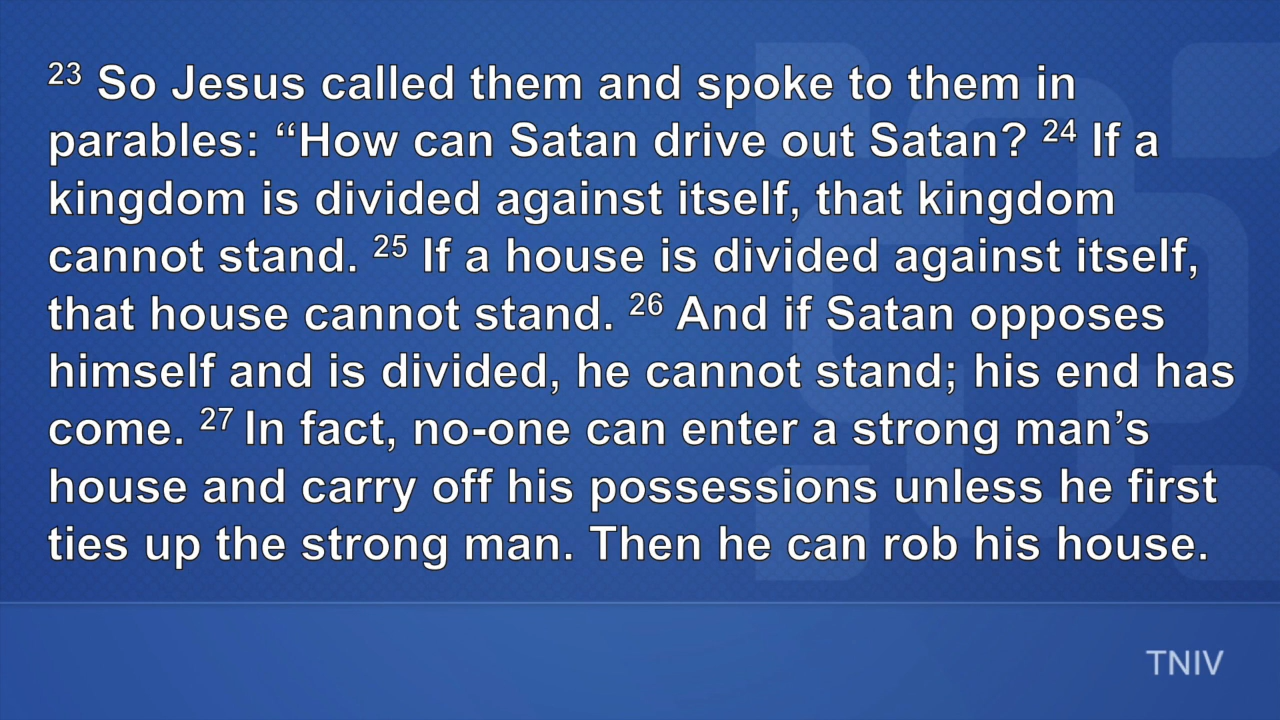 23 So Jesus called them and spoke to them in
parables: “How can Satan drive out Satan? 24 If a
kingdom is divided against itself, that kingdom
cannot stand. 25 If a house is divided against itself,
that house cannot stand. 26 And if Satan opposes
himself and is divided, he cannot stand; his end has
come. 27 In fact, no-one can enter a strong man’s
house and carry off his possessions unless he first
ties up the strong man. Then he can rob his house.
TNIV